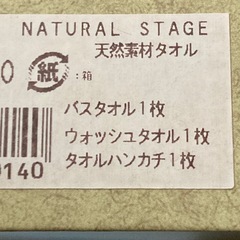 NATURAL STAGE
天然素材タオル
0
紙
:箱
バスタオル1枚
ウォッシュタオル1枚
タオルハンカチ1枚
0140